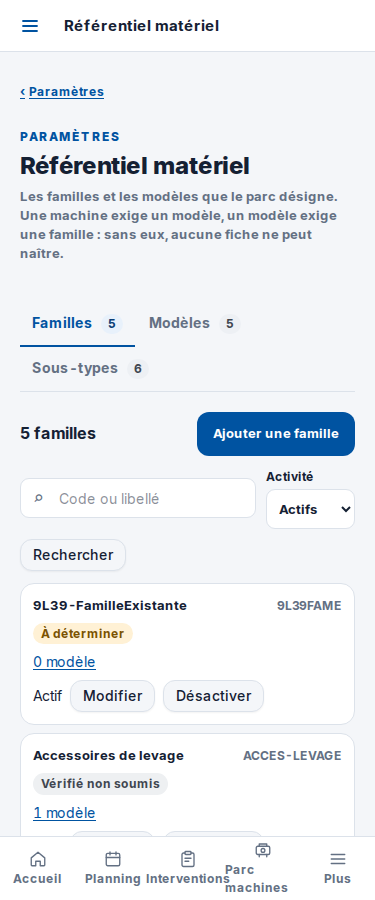 Référentiel matériel
‹ Paramètres
PARAMÈTRES
Référentiel matériel
Les familles et les modèles que le parc désigne.
Une machine exige un modèle, un modèle exige
une famille : sans eux, aucune fiche ne peut
naître.
Familles 5 Modèles 5
Sous-types 6
5 familles Ajouter une famille
Activité
Code ou libellé Actifs
Rechercher
9L39-FamilleExistante 9L39FAME
À déterminer
0 modèle
Actif Modifier Désactiver
Accessoires de levage ACCES-LEVAGE
Vérifié non soumis
1 modèle
Accueil Planning Interventions Parc machines Plus